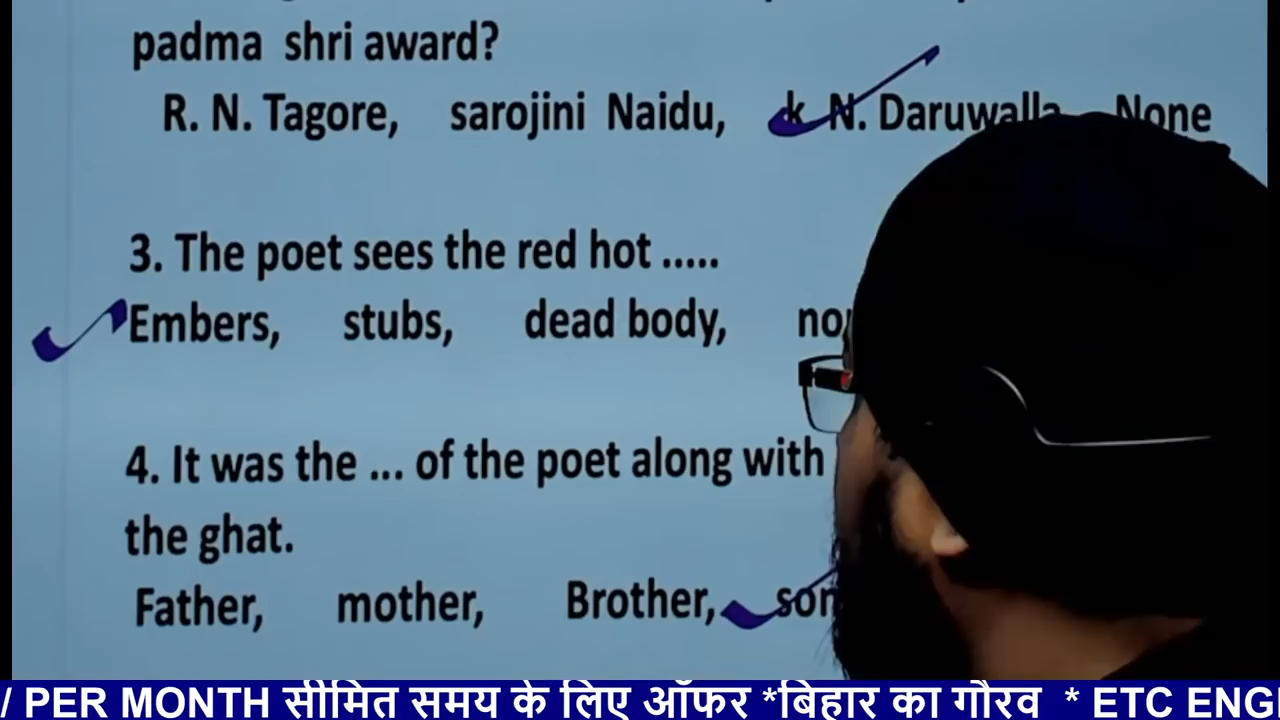 padma shri award?
R. N. Tagore, sarojini Naidu, k N. Daruwalla None
3. The poet sees the red hot .....
Embers, stubs, dead body,
4. It was the ... of the poet along with
the ghat.
Father, mother, Brother, son
/ PER MONTH सीमित समय के लिए ऑफर *बिहार का गौरव * ETC ENG